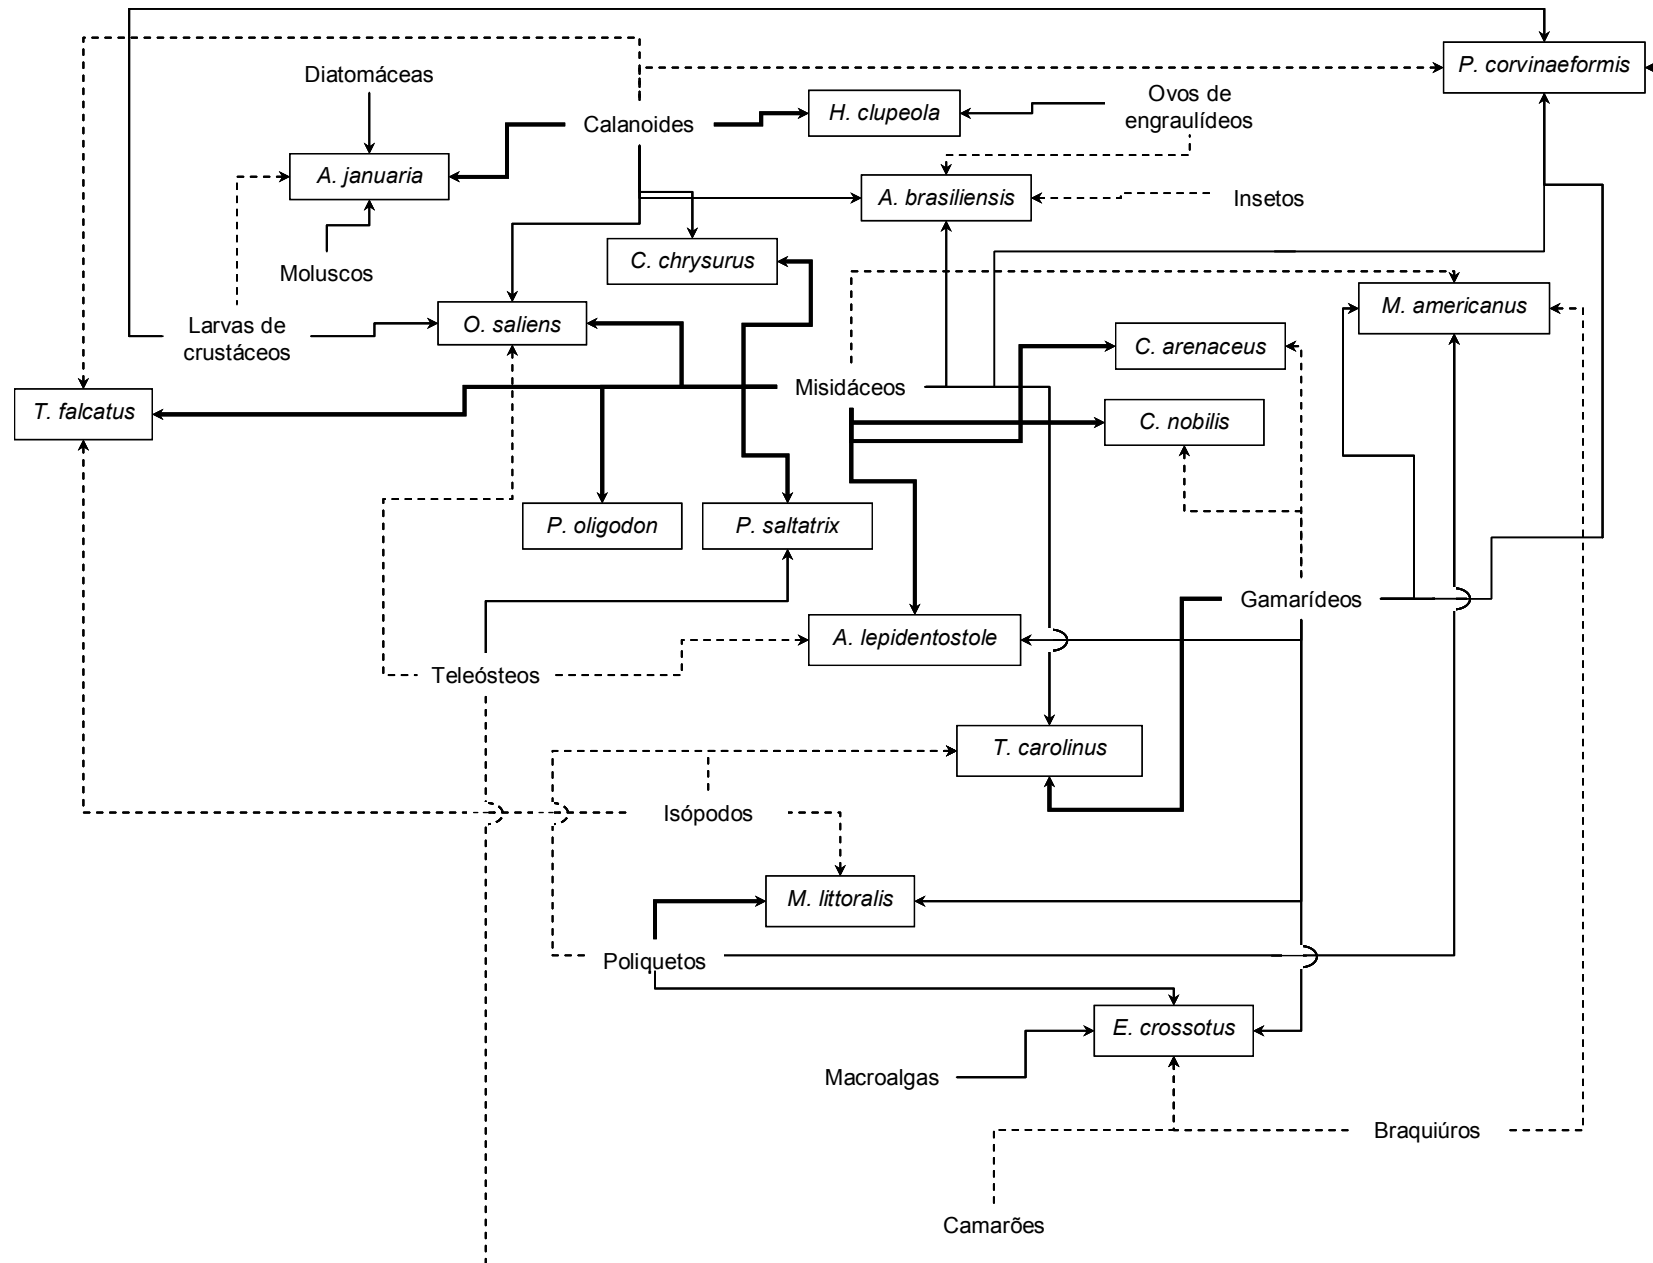 P. corvinaeformis
Diatomáceas
Ovos de
engraulídeos
H. clupeola
Calanoides
A. januaria
A. brasiliensis
Insetos
C. chrysurus
Moluscos
M. americanus
Larvas de
crustáceos
O. saliens
C. arenaceus
Misidáceos
T. falcatus
C. nobilis
P. oligodon
P. saltatrix
Gamarídeos
A. lepidentostole
Teleósteos
T. carolinus
Isópodos
M. littoralis
Poliquetos
E. crossotus
Macroalgas
Braquiúros
Camarões